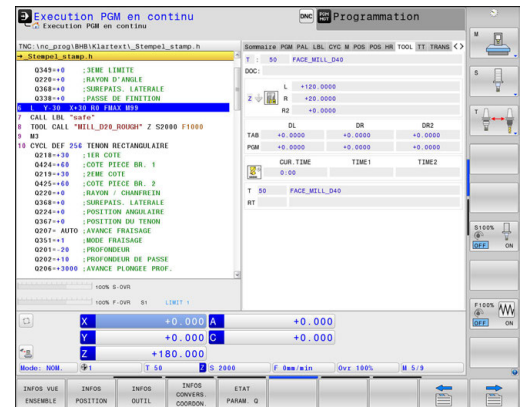 Execution PGM en continu
Execution PGM en continu
DNC
Programmation
TNC:\nc_prog\BHB\Klartext\_Stempel_stamp.h
→_Stempel_stamp.h
Q349=+0 ;3EME LIMITE
Q220=+0 ;RAYON D'ANGLE
Q368=+0 ;SUREPAIS. LATERALE
Q338=+0 ;PASSE DE FINITION
6 L Y-30 X+30 R0 FMAX M99
7 CALL LBL "safe"
8 TOOL CALL "MILL_D20_ROUGH" Z S2000 F1000
9 M3
10 CYCL DEF 256 TENON RECTANGULAIRE
Q218=+30 ;1ER COTE
Q424=+60 ;COTE PIECE BR. 1
Q219=+30 ;2EME COTE
Q425=+60 ;COTE PIECE BR. 2
Q220=+0 ;RAYON / CHANFREIN
Q368=+0 ;SUREPAIS. LATERALE
Q224=+0 ;POSITION ANGULAIRE
Q367=+0 ;POSITION DU TENON
Q207= AUTO ;AVANCE FRAISAGE
Q351=+1 ;MODE FRAISAGE
Q201=-20 ;PROFONDEUR
Q202=+10 ;PROFONDEUR DE PASSE
Q206=+3000 ;AVANCE PLONGEE PROF.
Sommaire PGM PAL LBL CYC M POS POS HR TOOL TT TRANS
T : 50 FACE_MILL_D40
DOC:
Z L +120.0000
R +20.0000
R2 +0.0000
DL DR DR2
TAB +0.0000 +0.0000 +0.0000
PGM +0.0000 +0.0000 +0.0000
CUR.TIME TIME1 TIME2
0:00
T 50 FACE_MILL_D40
RT
M
S
T
S100%
OFF ON
F100%
OFF ON
100% S-OVR
100% F-OVR S1 LIMIT 1
X +0.000 A +0.000
Y +0.000 C +0.000
Z +180.000
Mode: NOM. 1 T 50 Z S 2000 F 0mm/min Ovr 100% M 5/9
INFOS VUE ENSEMBLE
INFOS POSITION
INFOS OUTIL
INFOS CONVERS. COORDON.
ETAT PARAM. Q